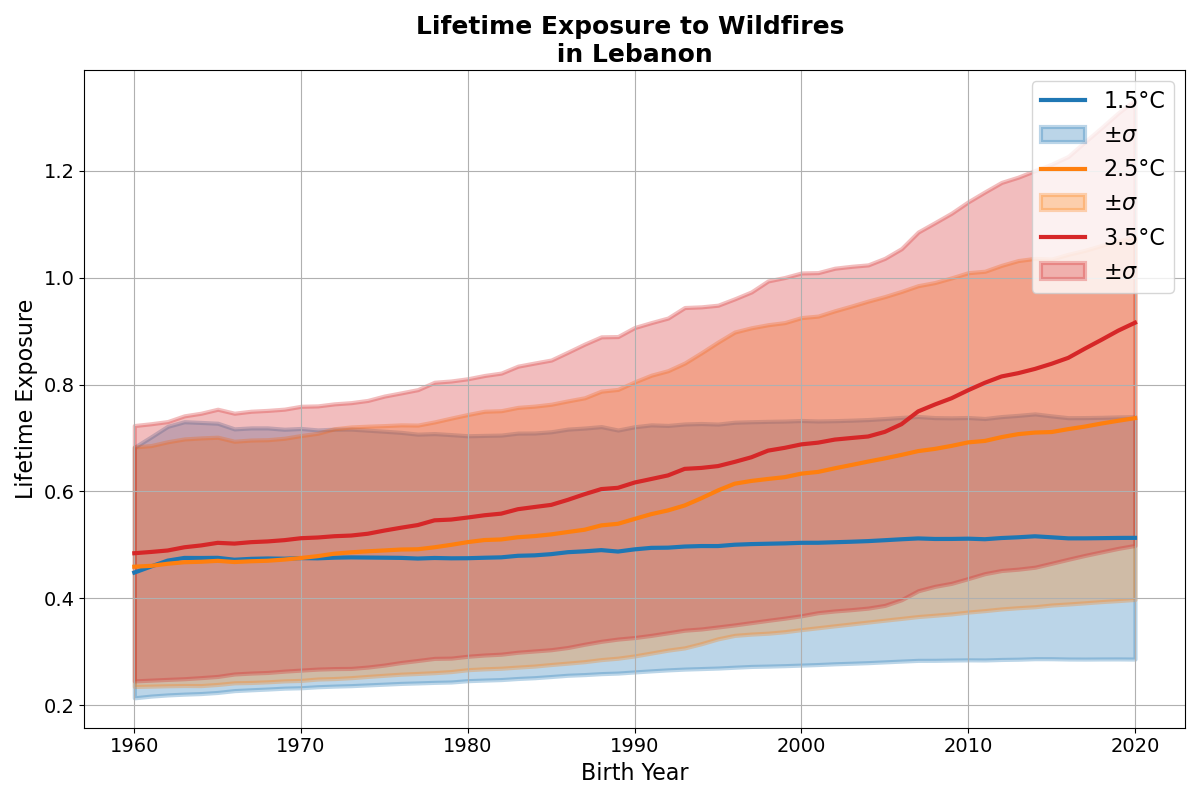 Lifetime Exposure to Wildfires
in Lebanon
1.5°C
±σ
2.5°C
±σ
3.5°C
±σ
Lifetime Exposure
1.2
1.0
0.8
0.6
0.4
0.2
1960 1970 1980 1990 2000 2010 2020
Birth Year